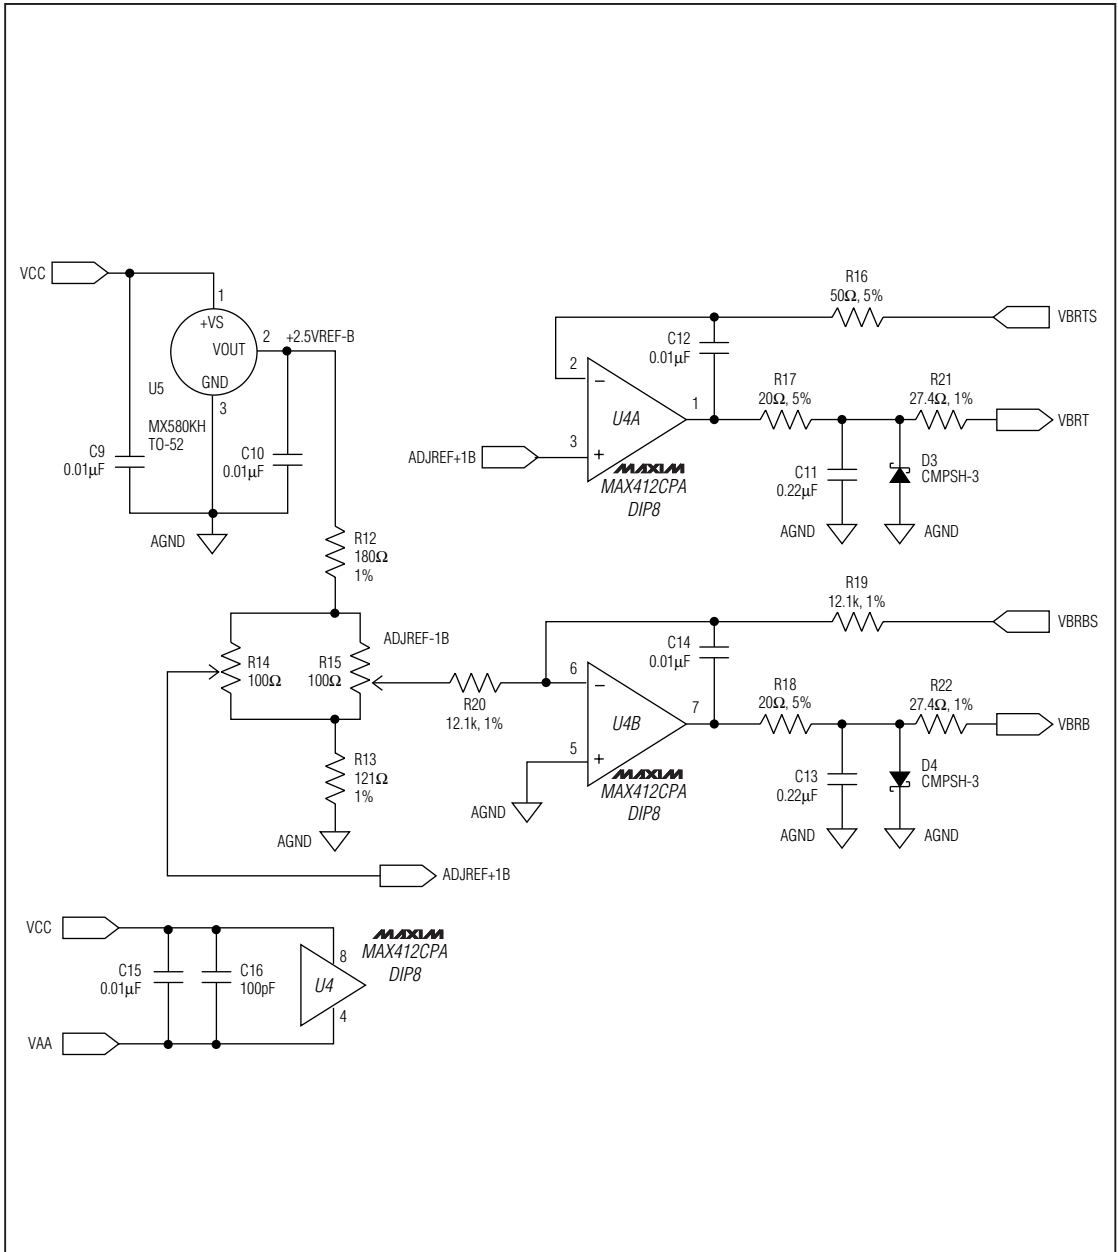 VCC
1
+VS
VOUT
GND
2
+2.5VREF-B
U5
3
MX580KH
TO-52
C9
0.01µF
C10
0.01µF
AGND
R12
180Ω
1%
R14
100Ω
R15
100Ω
ADJREF-1B
R13
121Ω
1%
AGND
ADJREF+1B
R16
50Ω, 5%
VBRTS
C12
0.01µF
2
−
U4A
1
3
+
ADJREF+1B
MAXIM
MAX412CPA
DIP8
R17
20Ω, 5%
R21
27.4Ω, 1%
VBRT
C11
0.22µF
D3
CMPSH-3
AGND
AGND
R19
12.1k, 1%
VBRBS
C14
0.01µF
R20
12.1k, 1%
6
−
U4B
7
5
+
AGND
MAXIM
MAX412CPA
DIP8
R18
20Ω, 5%
R22
27.4Ω, 1%
VBRB
C13
0.22µF
D4
CMPSH-3
AGND
AGND
VCC
C15
0.01µF
C16
100pF
8
U4
4
MAXIM
MAX412CPA
DIP8
VAA